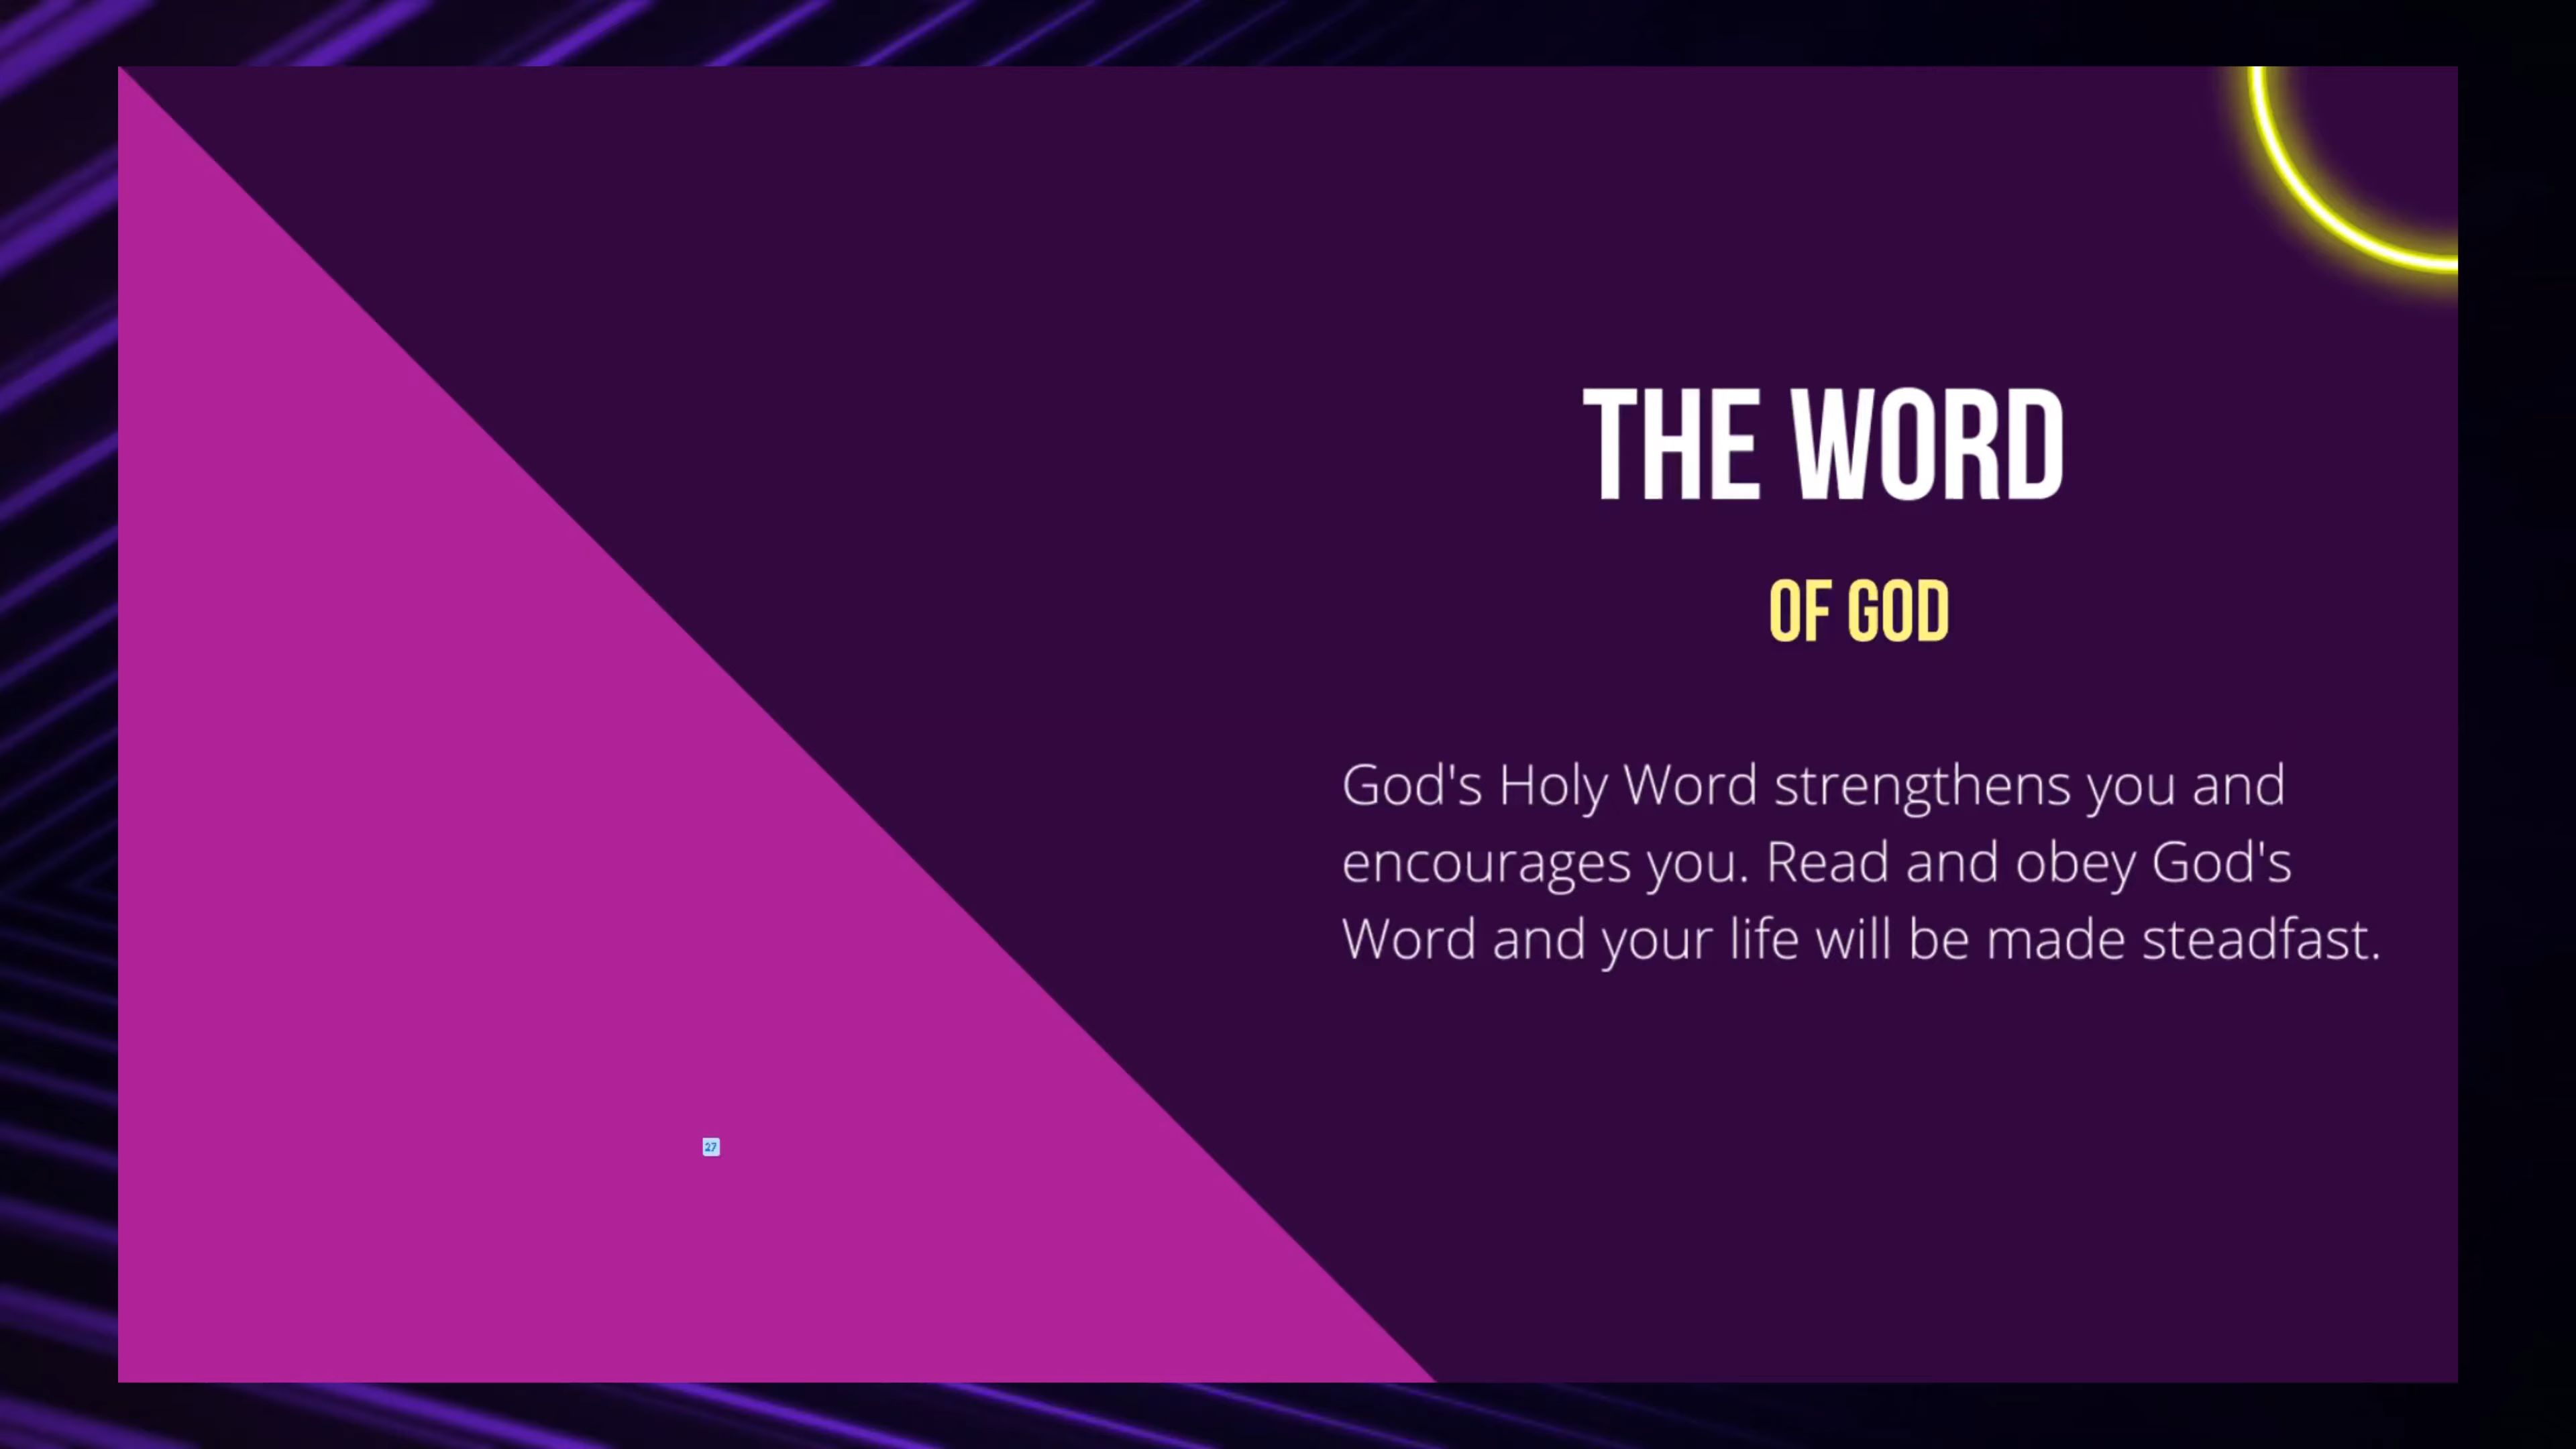 THE WORD
OF GOD
God's Holy Word strengthens you and
encourages you. Read and obey God's
Word and your life will be made steadfast.
27